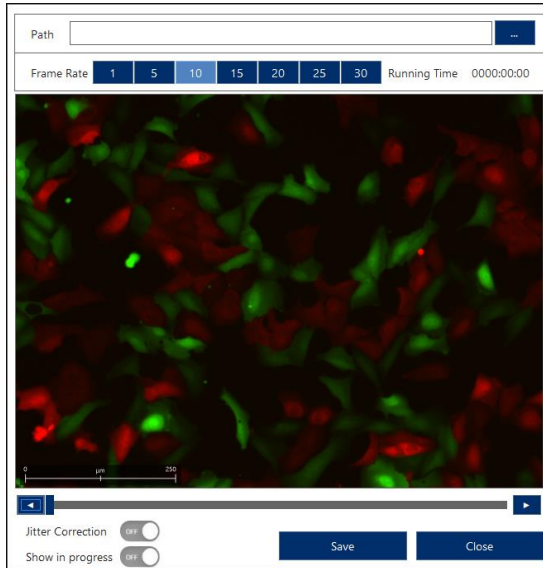 Path
...
Frame Rate 1 5 10 15 20 25 30 Running Time 0000:00:00
0 μm 250
Jitter Correction OFF
Show in progress OFF
Save Close